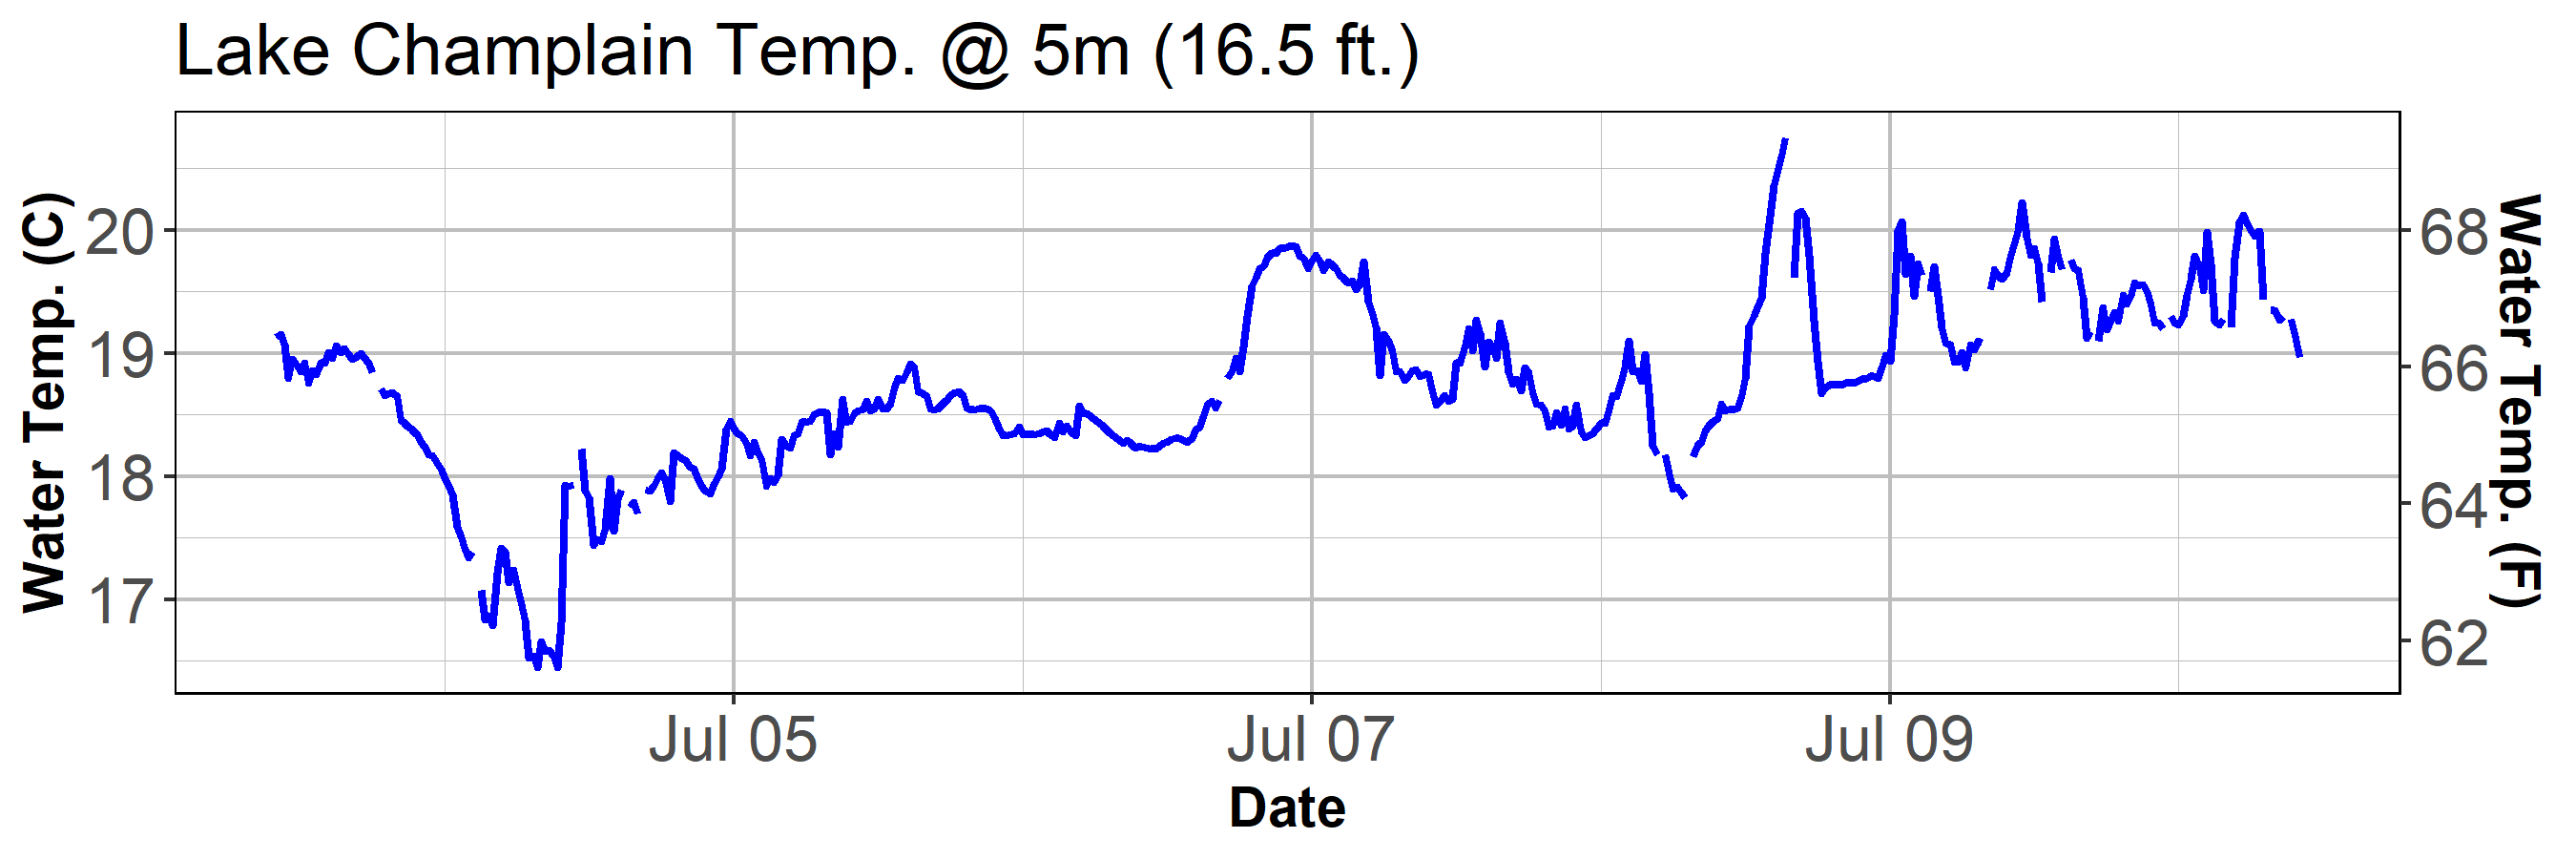 Lake Champlain Temp. @ 5m (16.5 ft.)
Water Temp. (C)
20
19
18
17
68
66
64
62
Water Temp. (F)
Jul 05
Jul 07
Jul 09
Date